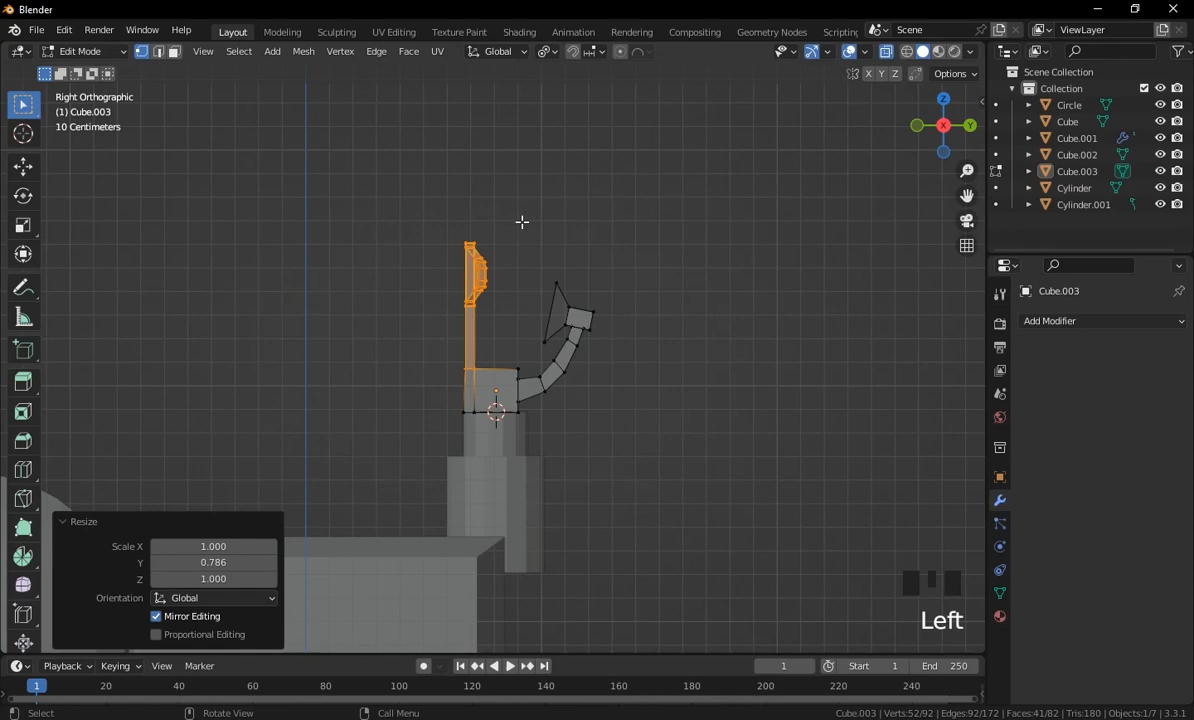 Blender
File Edit Render Window Help Layout Modeling Sculpting UV Editing Texture Paint Shading Animation Rendering Compositing Geometry Nodes Scripting Scene ViewLayer
Edit Mode View Select Add Mesh Vertex Edge Face UV Global
X Y Z Options
Right Orthographic
(1) Cube.003
10 Centimeters
Z
X
Y
Scene Collection
Collection
Circle
Cube
Cube.001
Cube.002
Cube.003
Cylinder
Cylinder.001
Cube.003
Add Modifier
Resize
Scale X 1.000
Y 0.786
Z 1.000
Orientation Global
Mirror Editing
Proportional Editing
Left
Playback Keying View Marker 1 Start 1 End 250
1 20 40 60 80 100 120 140 160 180 200 220 240
Select Rotate View Call Menu Cube.003 | Verts:52/92 | Edges:92/172 | Faces:41/82 | Tris:180 | Objects:1/7 | 3.3.1